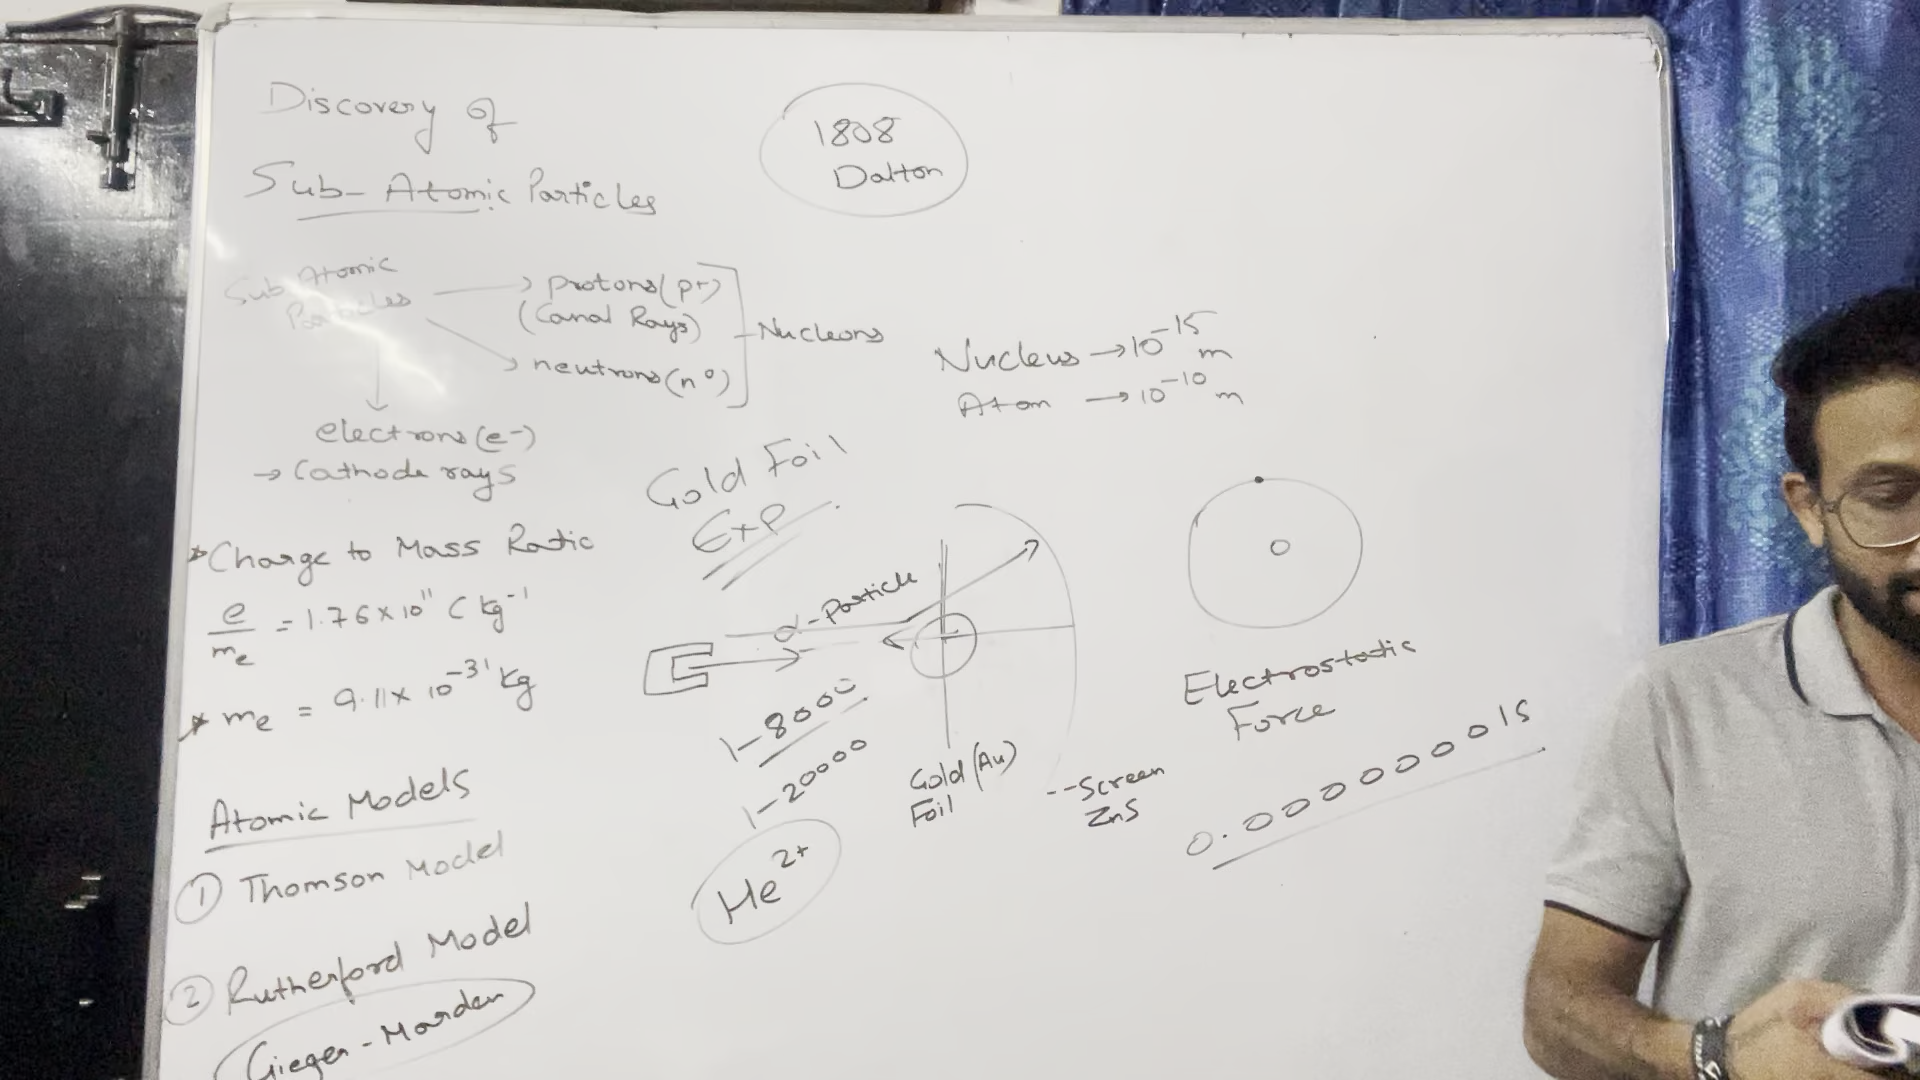 Discovery of
Sub-Atomic Particles
1808
Dalton
Sub Atomic
Particles
protons(p+)
(Canal Rays)
neutrons(n°)
Nucleons
electrons(e-)
→ Cathode rays
Nucleus → 10⁻¹⁵ m
Atom → 10⁻¹⁰ m
* Charge to Mass Ratio
e/mₑ = 1.76 × 10¹¹ C kg⁻¹
* mₑ = 9.11 × 10⁻³¹ kg
Gold Foil
Exp
α-Particle
1-8000
1-20000
He²⁺
Gold (Au)
Foil
--Screen
ZnS
Electrostatic
Force
0.0000000015
Atomic Models
① Thomson Model
② Rutherford Model
Gieger-Marsden